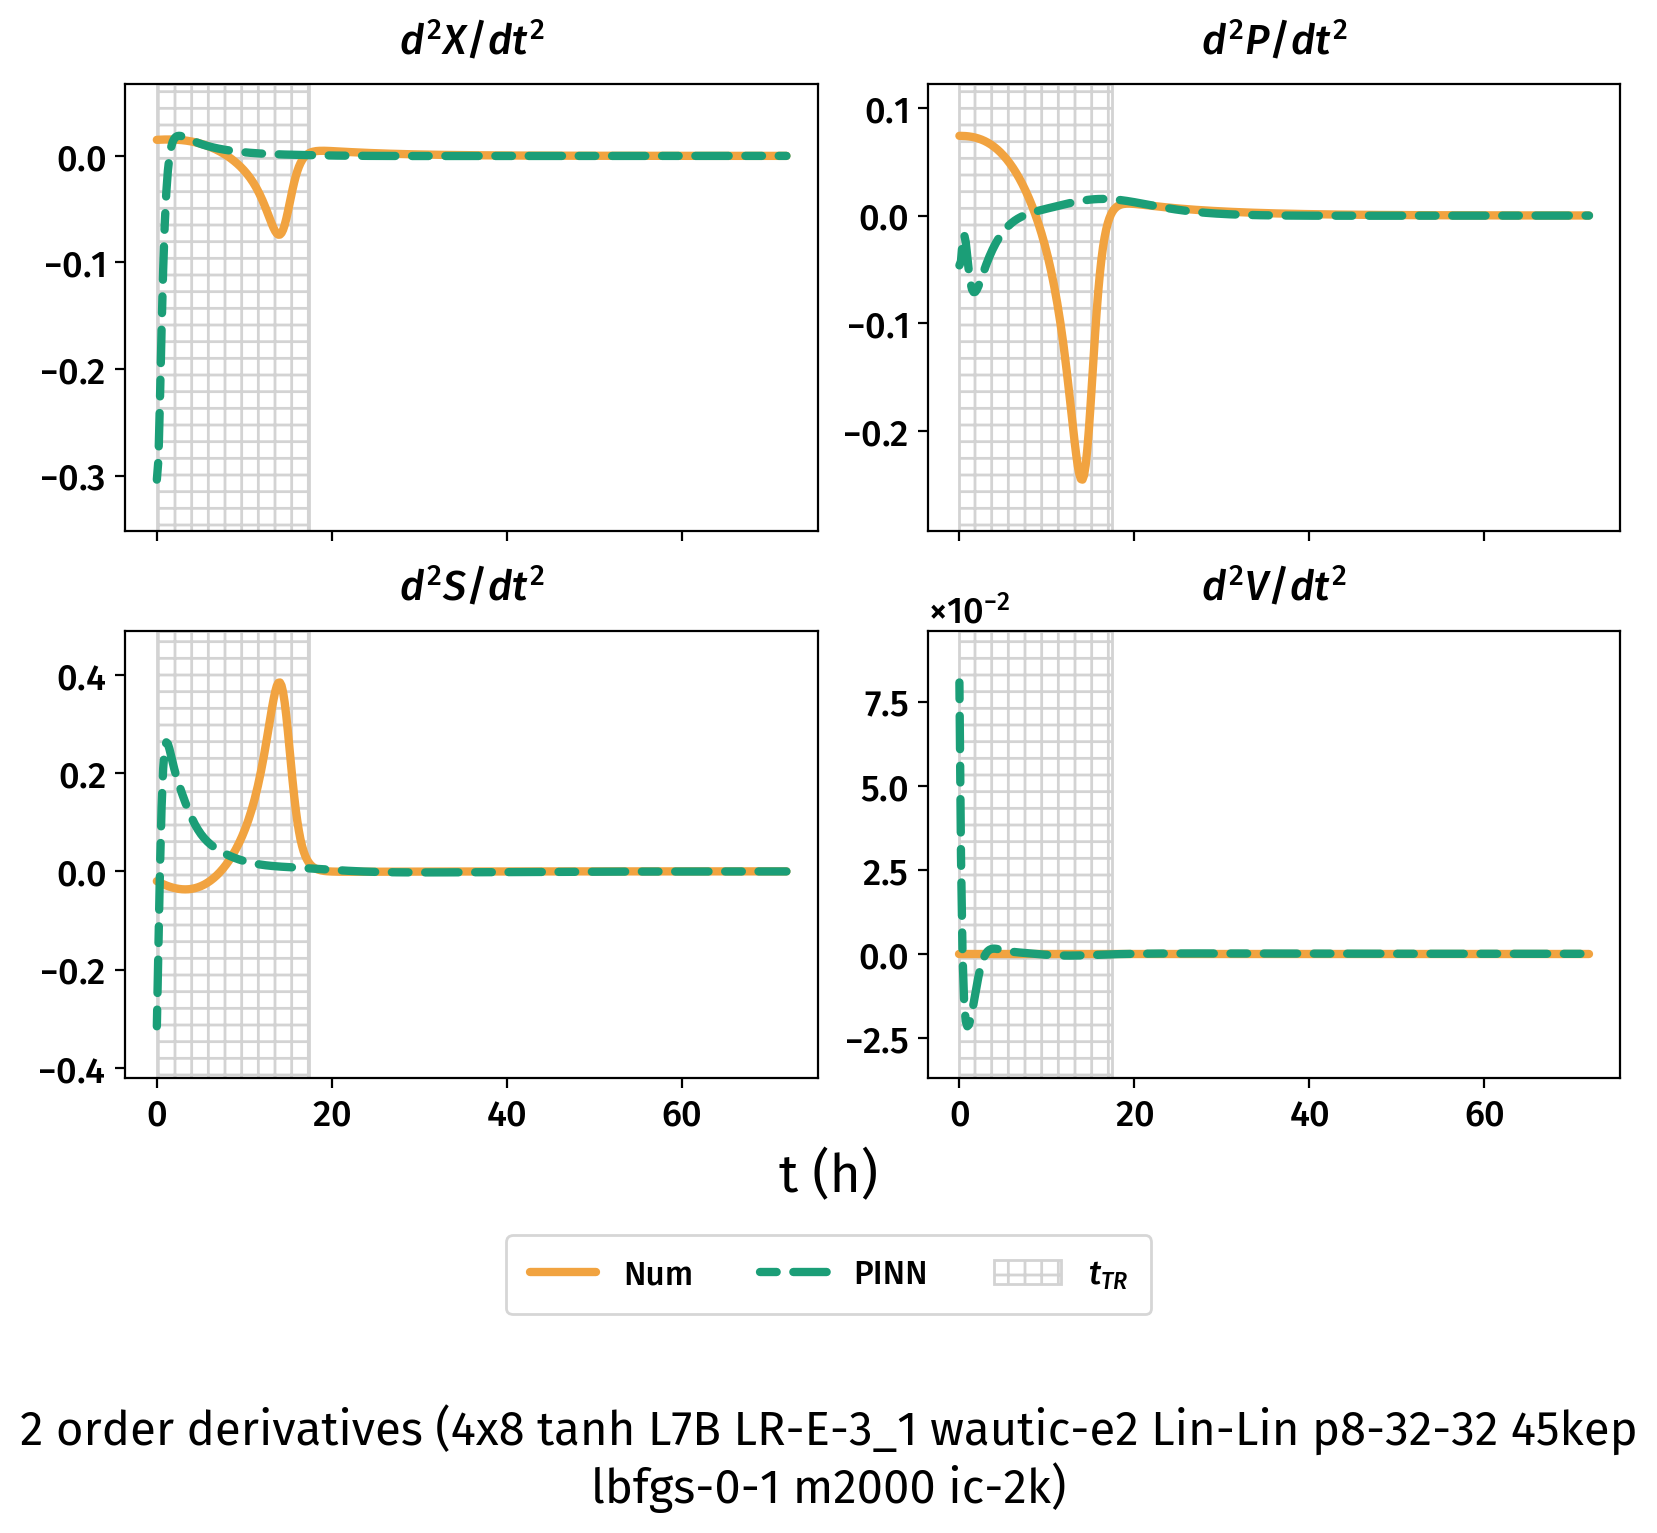 d²X/dt²
d²P/dt²
0.0
−0.1
−0.2
−0.3
0.1
0.0
−0.1
−0.2
d²S/dt²
d²V/dt²
×10⁻²
0.4
0.2
0.0
−0.2
−0.4
7.5
5.0
2.5
0.0
−2.5
0 20 40 60
0 20 40 60
t (h)
Num PINN t_TR
2 order derivatives (4x8 tanh L7B LR-E-3_1 wautic-e2 Lin-Lin p8-32-32 45kep
lbfgs-0-1 m2000 ic-2k)